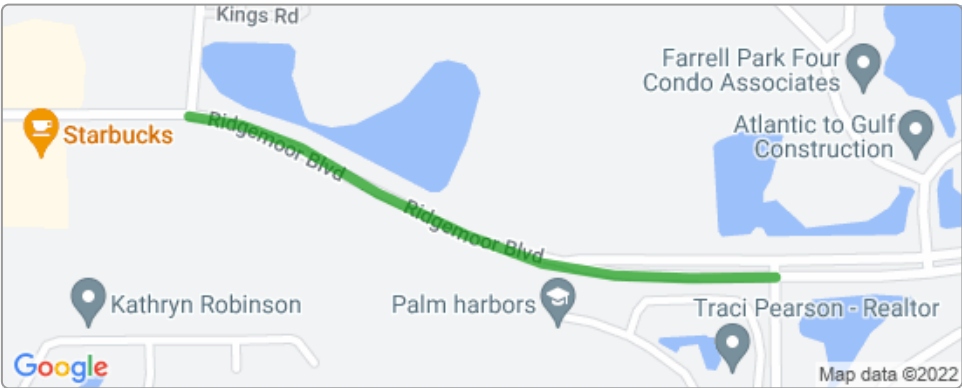 Kings Rd
Farrell Park Four
Condo Associates
Starbucks
Ridgemoor Blvd
Atlantic to Gulf
Construction
Ridgemoor Blvd
Kathryn Robinson
Palm harbors
Traci Pearson - Realtor
Google
Map data ©2022